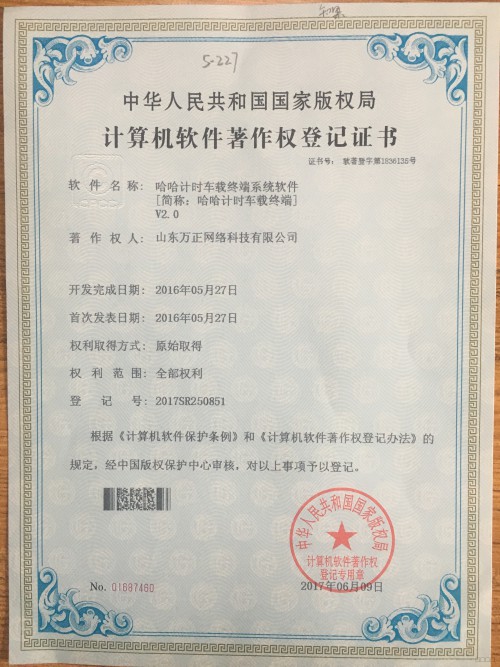 5-227
中华人民共和国国家版权局
计算机软件著作权登记证书
证书号： 软著登字第1836135号
软件名称： 哈哈计时车载终端系统软件
[简称：哈哈计时车载终端]
V2.0
著作权人： 山东万正网络科技有限公司
开发完成日期： 2016年05月27日
首次发表日期： 2016年05月27日
权利取得方式： 原始取得
权利范围： 全部权利
登记号： 2017SR250851
根据《计算机软件保护条例》和《计算机软件著作权登记办法》的
规定，经中国版权保护中心审核，对以上事项予以登记。
中华人民共和国国家版权局
计算机软件著作权
登记专用章
No. 01697460
2017年06月09日